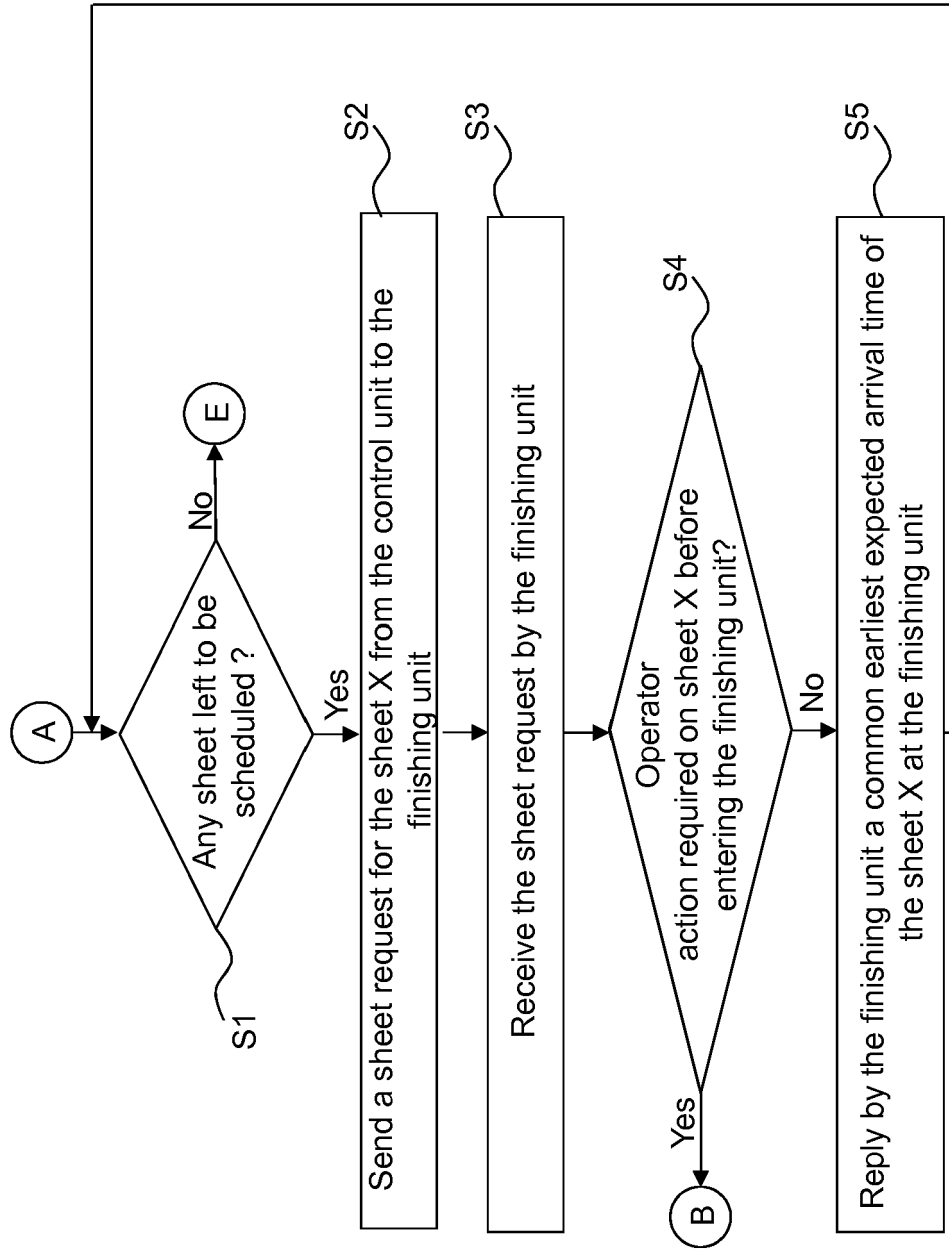 A
Any sheet left to be
scheduled ?
S1
No
E
Yes
Send a sheet request for the sheet X from the control unit to the
finishing unit
S2
Receive the sheet request by the finishing unit
S3
Operator
action required on sheet X before
entering the finishing unit?
S4
Yes
B
No
Reply by the finishing unit a common earliest expected arrival time of
the sheet X at the finishing unit
S5